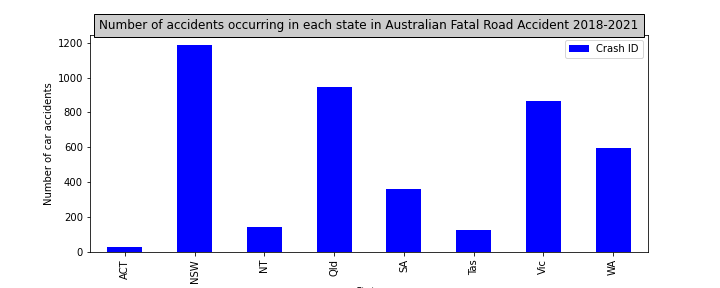 Number of accidents occurring in each state in Australian Fatal Road Accident 2018-2021
Crash ID
Number of car accidents
1200
1000
800
600
400
200
0
ACT
NSW
NT
Qld
SA
Tas
Vic
WA